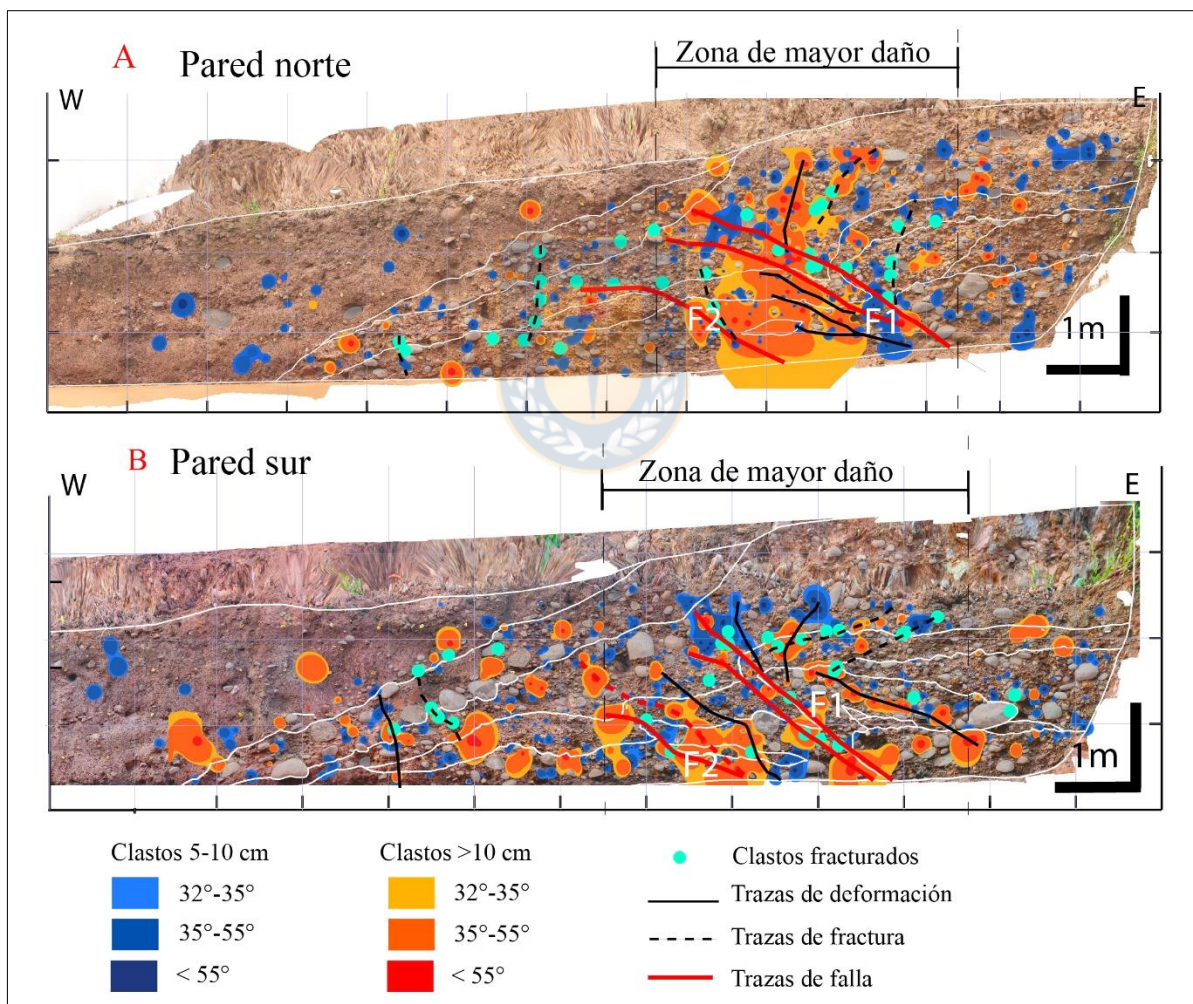 A Pared norte
Zona de mayor daño
W
E
F2
F1
1m
B Pared sur
Zona de mayor daño
W
E
F1
F2
1m
Clastos 5-10 cm
32°-35°
35°-55°
< 55°
Clastos >10 cm
32°-35°
35°-55°
< 55°
Clastos fracturados
Trazas de deformación
Trazas de fractura
Trazas de falla